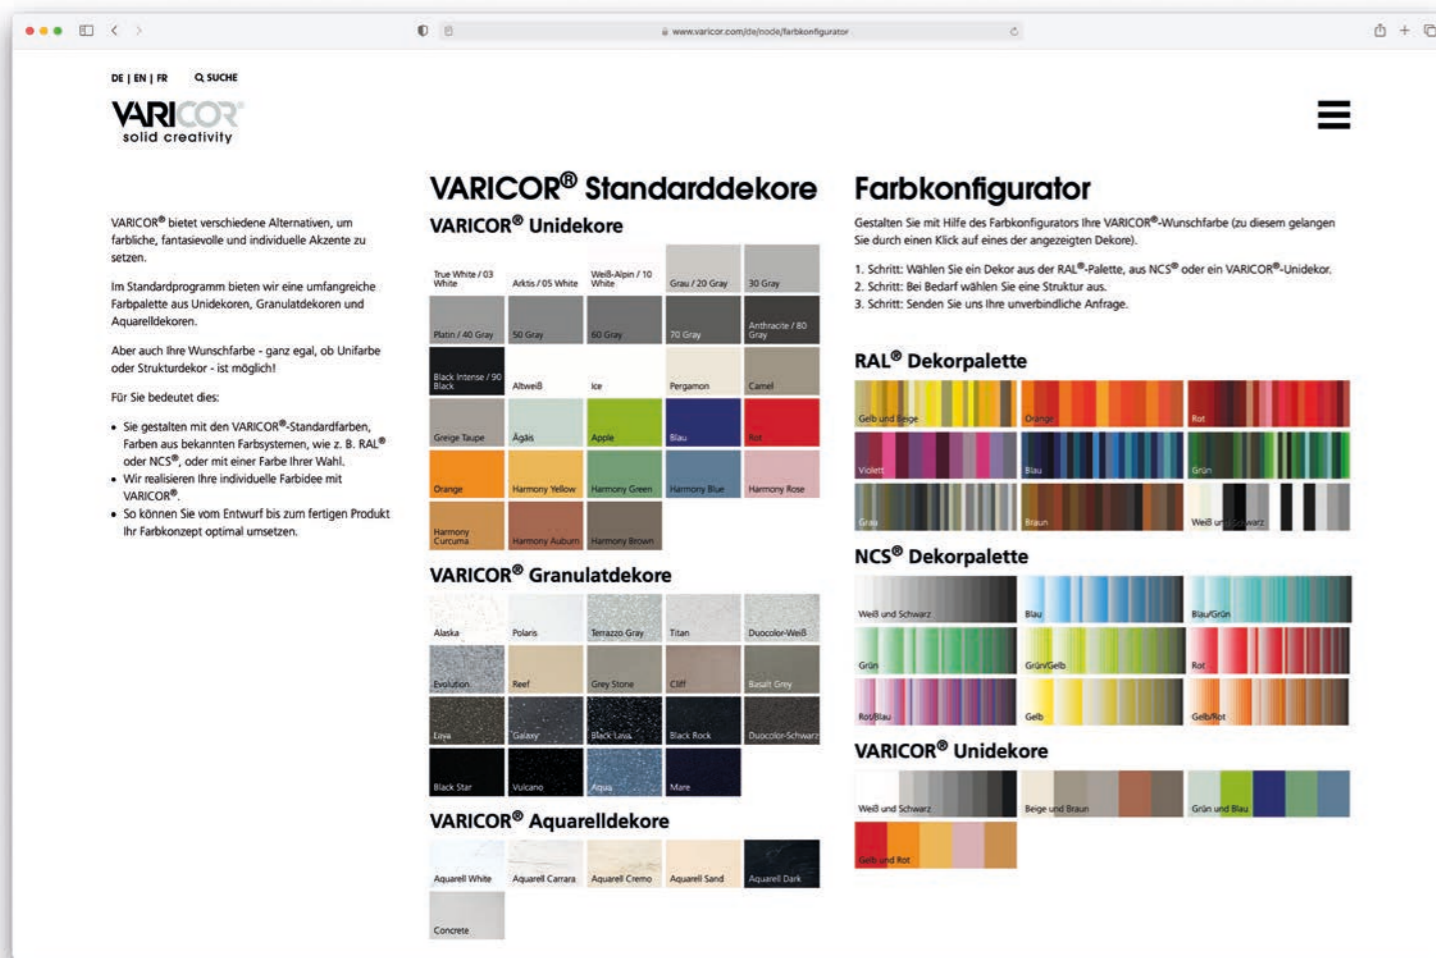 www.varicor.com/de/node/farbkonfigurator
DE | EN | FR SUCHE
VARICOR®
solid creativity
VARICOR® bietet verschiedene Alternativen, um
farbliche, fantasievolle und individuelle Akzente zu
setzen.
Im Standardprogramm bieten wir eine umfangreiche
Farbpalette aus Unidekoren, Granulatdekoren und
Aquarelldekoren.
Aber auch Ihre Wunschfarbe - ganz egal, ob Unifarbe
oder Strukturdekor - ist möglich!
Für Sie bedeutet dies:
• Sie gestalten mit den VARICOR®-Standardfarben,
Farben aus bekannten Farbsystemen, wie z. B. RAL®
oder NCS®, oder mit einer Farbe Ihrer Wahl.
• Wir realisieren Ihre individuelle Farbidee mit
VARICOR®.
• So können Sie vom Entwurf bis zum fertigen Produkt
Ihr Farbkonzept optimal umsetzen.
VARICOR® Standarddekore
VARICOR® Unidekore
True White / 03 White
Arktis / 05 White
Weiß-Alpin / 10 White
Grau / 20 Gray
30 Gray
Platin / 40 Gray
50 Gray
60 Gray
70 Gray
Anthracite / 80 Gray
Black Intense / 90 Black
Altweiß
Ice
Pergamon
Camel
Greige Taupe
Ägäis
Apple
Blau
Rot
Orange
Harmony Yellow
Harmony Green
Harmony Blue
Harmony Rose
Harmony Curcuma
Harmony Auburn
Harmony Brown
VARICOR® Granulatdekore
Alaska
Polaris
Terrazzo Gray
Titan
Duocolor-Weiß
Evolution
Reef
Grey Stone
Cliff
Basalt Grey
Lava
Galaxy
Black Lava
Black Rock
Duocolor-Schwarz
Black Star
Vulcano
Aqua
Mare
VARICOR® Aquarelldekore
Aquarell White
Aquarell Carrara
Aquarell Cremo
Aquarell Sand
Aquarell Dark
Concrete
Farbkonfigurator
Gestalten Sie mit Hilfe des Farbkonfigurators Ihre VARICOR®-Wunschfarbe (zu diesem gelangen
Sie durch einen Klick auf eines der angezeigten Dekore).
1. Schritt: Wählen Sie ein Dekor aus der RAL®-Palette, aus NCS® oder ein VARICOR®-Unidekor.
2. Schritt: Bei Bedarf wählen Sie eine Struktur aus.
3. Schritt: Senden Sie uns Ihre unverbindliche Anfrage.
RAL® Dekorpalette
Gelb und Beige
Orange
Rot
Violett
Blau
Grün
Grau
Braun
Weiß und Schwarz
NCS® Dekorpalette
Weiß und Schwarz
Blau
Blau/Grün
Grün
Grün/Gelb
Rot
Rot/Blau
Gelb
Gelb/Rot
VARICOR® Unidekore
Weiß und Schwarz
Beige und Braun
Grün und Blau
Gelb und Rot